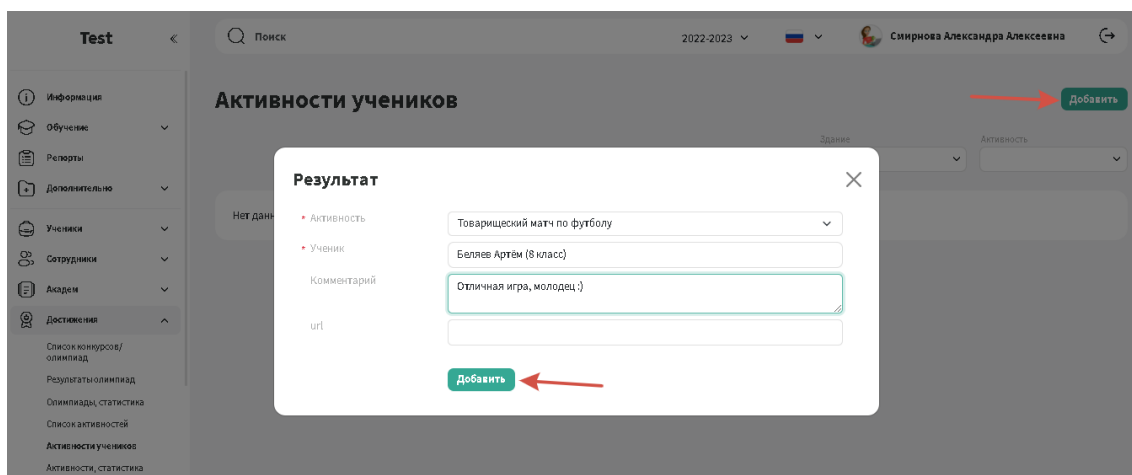 Test
«
Поиск
2022-2023
Смирнова Александра Алексеевна
Информация
Обучение
Репорты
Дополнительно
Ученики
Сотрудники
Академ
Достижения
Список конкурсов/
олимпиад
Результаты олимпиад
Олимпиады, статистика
Список активностей
Активности учеников
Активности, статистика
Активности учеников
Добавить
Здание
Активность
Нет данн
Результат
* Активность
Товарищеский матч по футболу
* Ученик
Беляев Артём (8 класс)
Комментарий
Отличная игра, молодец :)
url
Добавить